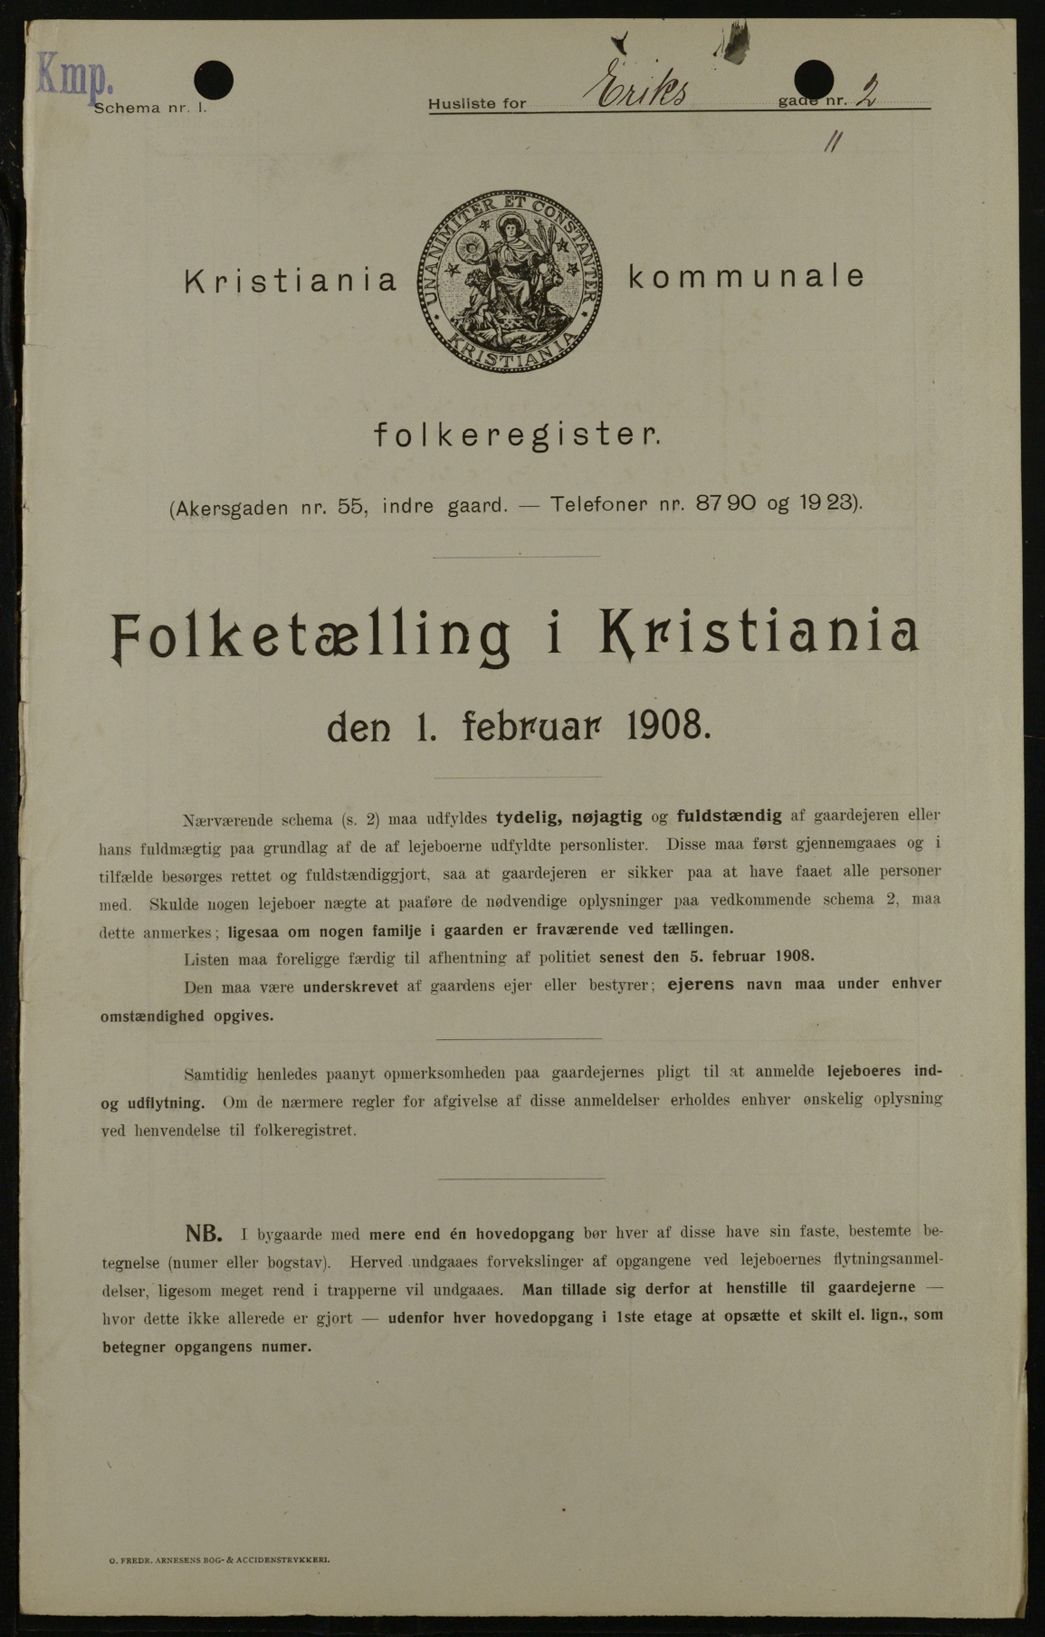 Kmp.
Schema nr. 1.
Husliste for Eriks gade nr. 2
11
Kristiania kommunale
UNANIMITER ET CONSTANTER
KRISTIANIA
folkeregister.
(Akersgaden nr. 55, indre gaard. — Telefoner nr. 87 90 og 19 23).
Folketælling i Kristiania
den 1. februar 1908.
Nærværende schema (s. 2) maa udfyldes tydelig, nøjagtig og fuldstændig af gaardejeren eller
hans fuldmægtig paa grundlag af de af lejeboerne udfyldte personlister. Disse maa først gjennemgaaes og i
tilfælde besørges rettet og fuldstændiggjort, saa at gaardejeren er sikker paa at have faaet alle personer
med. Skulde nogen lejeboer nægte at paaføre de nødvendige oplysninger paa vedkommende schema 2, maa
dette anmerkes; ligesaa om nogen familje i gaarden er fraværende ved tællingen.
Listen maa foreligge færdig til afhentning af politiet senest den 5. februar 1908.
Den maa være underskrevet af gaardens ejer eller bestyrer; ejerens navn maa under enhver
omstændighed opgives.
Samtidig henledes paanyt opmerksomheden paa gaardejernes pligt til at anmelde lejeboeres ind-
og udflytning. Om de nærmere regler for afgivelse af disse anmeldelser erholdes enhver ønskelig oplysning
ved henvendelse til folkeregistret.
NB. I bygaarde med mere end én hovedopgang bør hver af disse have sin faste, bestemte be-
tegnelse (numer eller bogstav). Herved undgaaes forvekslinger af opgangene ved lejeboernes flytningsanmel-
delser, ligesom meget rend i trapperne vil undgaaes. Man tillade sig derfor at henstille til gaardejerne —
hvor dette ikke allerede er gjort — udenfor hver hovedopgang i 1ste etage at opsætte et skilt el. lign., som
betegner opgangens numer.
O. FREDR. ARNESENS BOG- & ACCIDENSTRYKKERI.